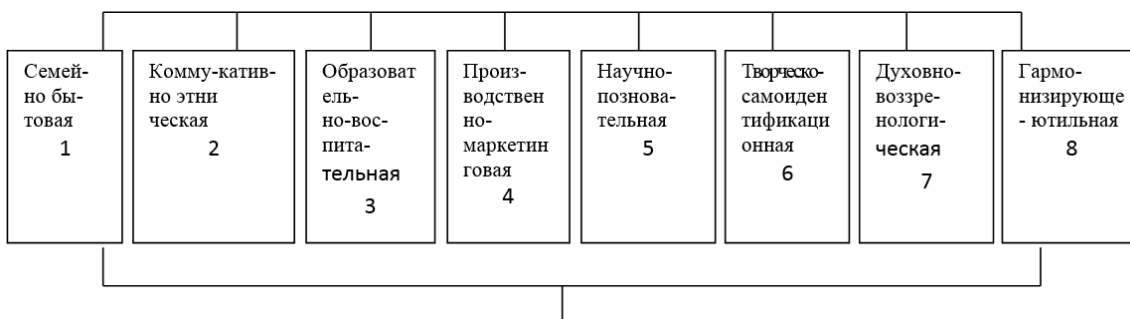 Семей-
но бы-
товая
1
Комму-катив-
но этни
ческая
2
Образоват
ель-
но-вос-
пита-
тельная
3
Произ-
водствен
но-
маркетин
говая
4
Научно-
познова-
тельная
5
Творческо-
самоиден
тификаци
онная
6
Духовно-
воззре-
нологи-
ческая
7
Гармо-
низирующе
- ютильная
8